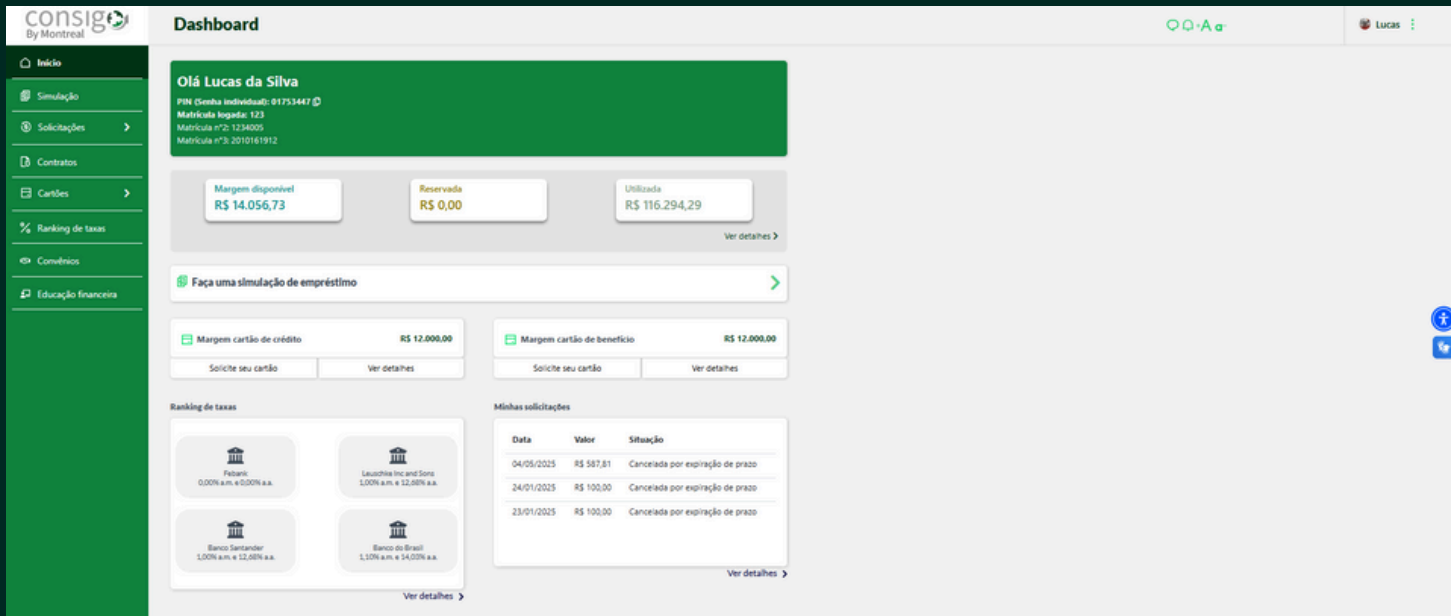 consigo
By Montreal
Dashboard
A a
Lucas
Início
Simulação
Solicitações
Contratos
Cartões
Ranking de taxas
Convênios
Educação financeira
Olá Lucas da Silva
PIN (Senha individual): 01753447
Matrícula logada: 123
Matrícula nº2: 1234005
Matrícula nº3: 2010161912
Margem disponível
R$ 14.056,73
Reservada
R$ 0,00
Utilizada
R$ 116.294,29
Ver detalhes
Faça uma simulação de empréstimo
Margem cartão de crédito R$ 12.000,00
Solicite seu cartão Ver detalhes
Margem cartão de benefício R$ 12.000,00
Solicite seu cartão Ver detalhes
Ranking de taxas
Febank
0,00% a.m. e 0,00% a.a.
Leuschke Inc and Sons
1,00% a.m. e 12,68% a.a.
Banco Santander
1,00% a.m. e 12,68% a.a.
Banco do Brasil
1,10% a.m. e 14,03% a.a.
Ver detalhes
Minhas solicitações
Data Valor Situação
04/05/2025 R$ 587,81 Cancelada por expiração de prazo
24/01/2025 R$ 100,00 Cancelada por expiração de prazo
23/01/2025 R$ 100,00 Cancelada por expiração de prazo
Ver detalhes